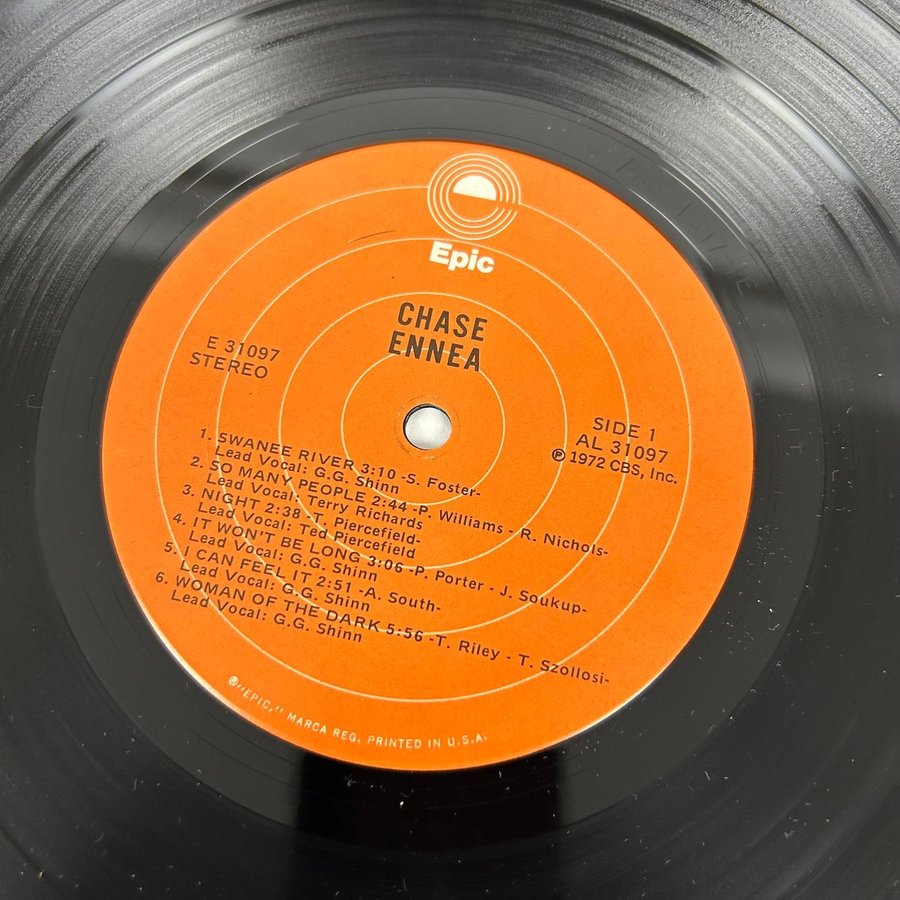 Epic
CHASE
ENNEA
E 31097
STEREO
SIDE 1
AL 31097
℗ 1972 CBS, Inc.
1. SWANEE RIVER 3:10 -S. Foster-
Lead Vocal: G.G. Shinn
2. SO MANY PEOPLE 2:44 -P. Williams - R. Nichols-
Lead Vocal: Terry Richards
3. NIGHT 2:38 -T. Piercefield-
Lead Vocal: Ted Piercefield
4. IT WON'T BE LONG 3:06 -P. Porter - J. Soukup-
Lead Vocal: G.G. Shinn
5. I CAN FEEL IT 2:51 -A. South-
Lead Vocal: G.G. Shinn
6. WOMAN OF THE DARK 5:56 -T. Riley - T. Szollosi-
Lead Vocal: G.G. Shinn
®"EPIC," MARCA REG. PRINTED IN U.S.A.